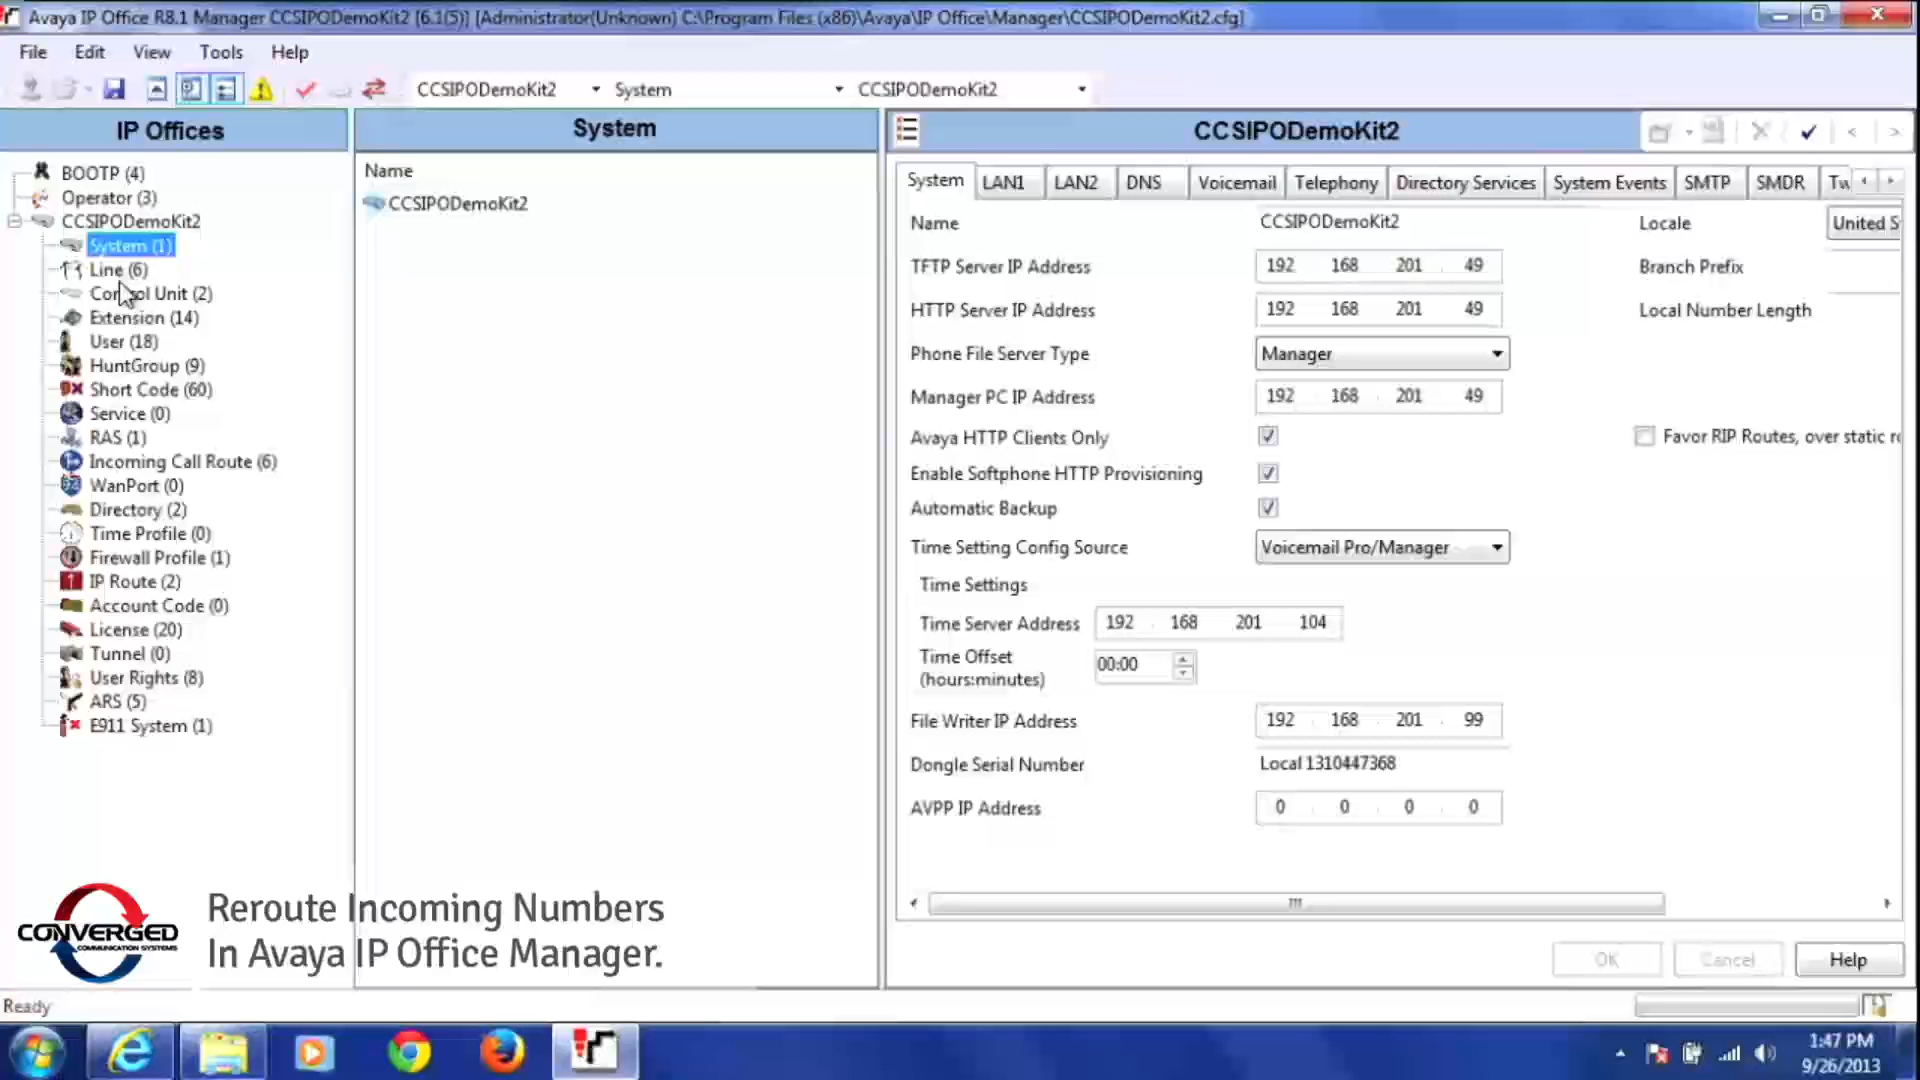 Avaya IP Office R8.1 Manager CCSIPODemoKit2 [6.1(5)] [Administrator(Unknown) C:\Program Files (x86)\Avaya\IP Office\Manager\CCSIPODemoKit2.cfg]
File Edit View Tools Help
CCSIPODemoKit2 System CCSIPODemoKit2
IP Offices
BOOTP (4)
Operator (3)
CCSIPODemoKit2
System (1)
Line (6)
Control Unit (2)
Extension (14)
User (18)
HuntGroup (9)
Short Code (60)
Service (0)
RAS (1)
Incoming Call Route (6)
WanPort (0)
Directory (2)
Time Profile (0)
Firewall Profile (1)
IP Route (2)
Account Code (0)
License (20)
Tunnel (0)
User Rights (8)
ARS (5)
E911 System (1)
System
Name
CCSIPODemoKit2
CCSIPODemoKit2
System LAN1 LAN2 DNS Voicemail Telephony Directory Services System Events SMTP SMDR Tw
Name CCSIPODemoKit2 Locale United S
TFTP Server IP Address 192 168 201 49 Branch Prefix
HTTP Server IP Address 192 168 201 49 Local Number Length
Phone File Server Type Manager
Manager PC IP Address 192 168 201 49
Avaya HTTP Clients Only Favor RIP Routes, over static r
Enable Softphone HTTP Provisioning
Automatic Backup
Time Setting Config Source Voicemail Pro/Manager
Time Settings
Time Server Address 192 168 201 104
Time Offset
(hours:minutes) 00:00
File Writer IP Address 192 168 201 99
Dongle Serial Number Local 1310447368
AVPP IP Address 0 0 0 0
OK Cancel Help
CONVERGED
COMMUNICATION SYSTEMS
Reroute Incoming Numbers
In Avaya IP Office Manager.
Ready
1:47 PM
9/26/2013